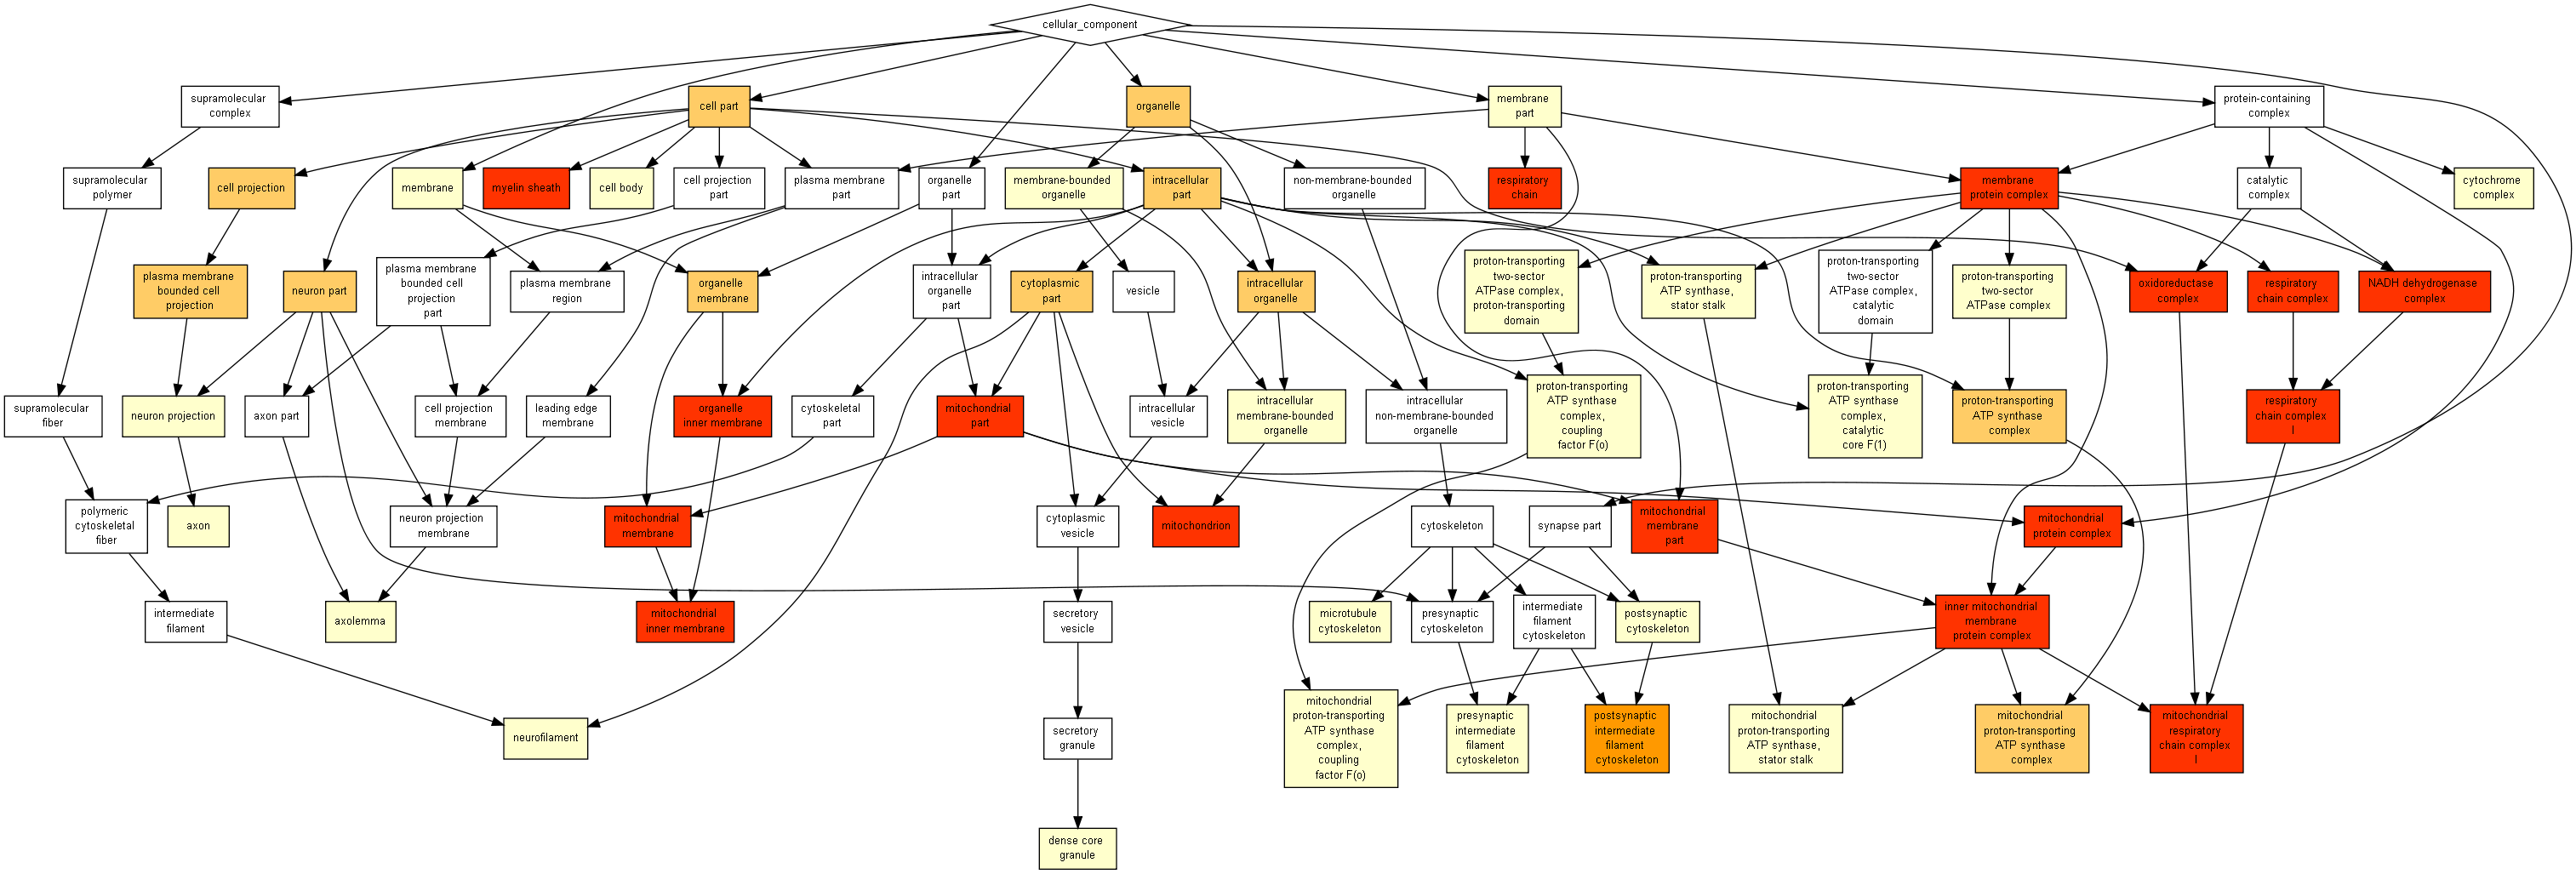 cellular_component
supramolecular
complex
cell part
organelle
membrane
part
protein-containing
complex
supramolecular
polymer
cell projection
membrane
myelin sheath
cell body
cell projection
part
plasma membrane
part
organelle
part
membrane-bounded
organelle
intracellular
part
non-membrane-bounded
organelle
respiratory
chain
membrane
protein complex
catalytic
complex
cytochrome
complex
plasma membrane
bounded cell
projection
neuron part
plasma membrane
bounded cell
projection
part
plasma membrane
region
organelle
membrane
intracellular
organelle
part
cytoplasmic
part
vesicle
intracellular
organelle
proton-transporting
two-sector
ATPase complex,
proton-transporting
domain
proton-transporting
ATP synthase,
stator stalk
proton-transporting
two-sector
ATPase complex,
catalytic
domain
proton-transporting
two-sector
ATPase complex
oxidoreductase
complex
respiratory
chain complex
NADH dehydrogenase
complex
supramolecular
fiber
neuron projection
axon part
cell projection
membrane
leading edge
membrane
organelle
inner membrane
cytoskeletal
part
mitochondrial
part
intracellular
vesicle
intracellular
membrane-bounded
organelle
intracellular
non-membrane-bounded
organelle
proton-transporting
ATP synthase
complex,
coupling
factor F(o)
proton-transporting
ATP synthase
complex,
catalytic
core F(1)
proton-transporting
ATP synthase
complex
respiratory
chain complex
I
polymeric
cytoskeletal
fiber
axon
neuron projection
membrane
mitochondrial
membrane
cytoplasmic
vesicle
mitochondrion
cytoskeleton
synapse part
mitochondrial
membrane
part
mitochondrial
protein complex
intermediate
filament
axolemma
mitochondrial
inner membrane
secretory
vesicle
microtubule
cytoskeleton
presynaptic
cytoskeleton
intermediate
filament
cytoskeleton
postsynaptic
cytoskeleton
inner mitochondrial
membrane
protein complex
neurofilament
secretory
granule
mitochondrial
proton-transporting
ATP synthase
complex,
coupling
factor F(o)
presynaptic
intermediate
filament
cytoskeleton
postsynaptic
intermediate
filament
cytoskeleton
mitochondrial
proton-transporting
ATP synthase,
stator stalk
mitochondrial
proton-transporting
ATP synthase
complex
mitochondrial
respiratory
chain complex
I
dense core
granule